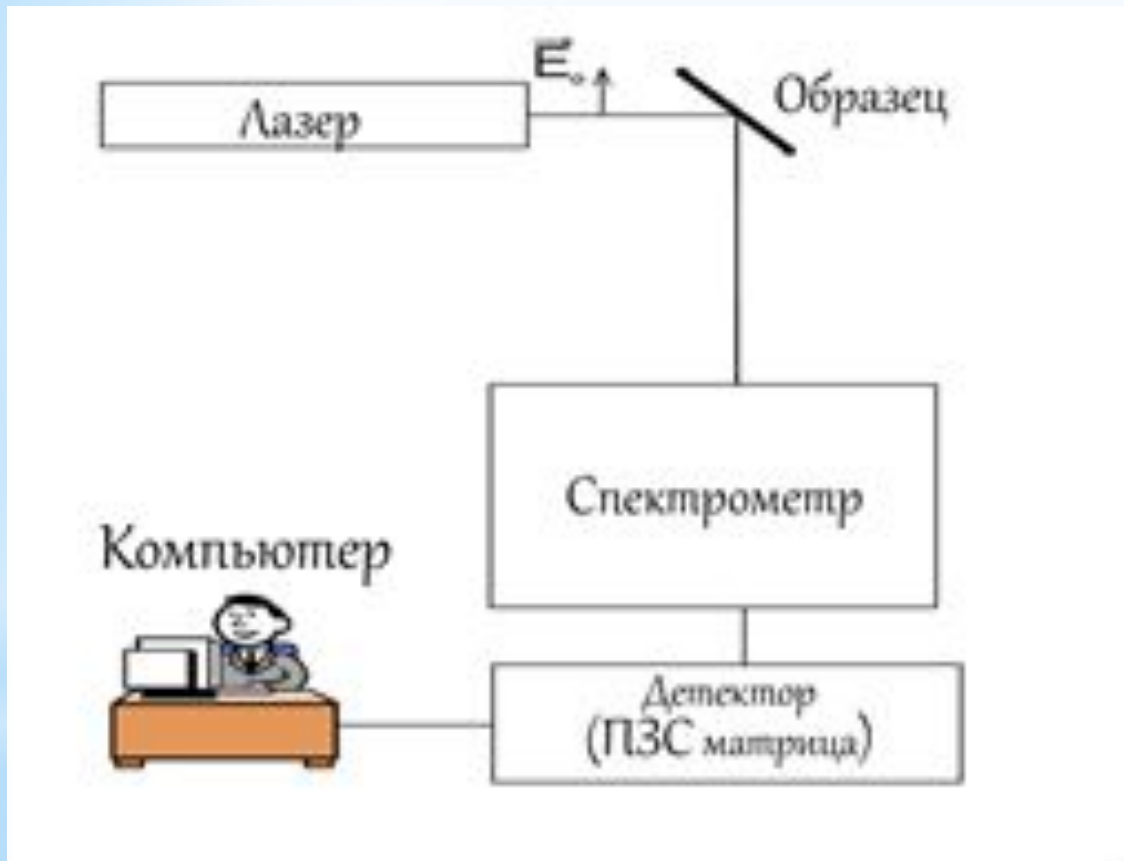 E₀
Лазер
Образец
Спектрометр
Компьютер
Детектор
(ПЗС матрица)